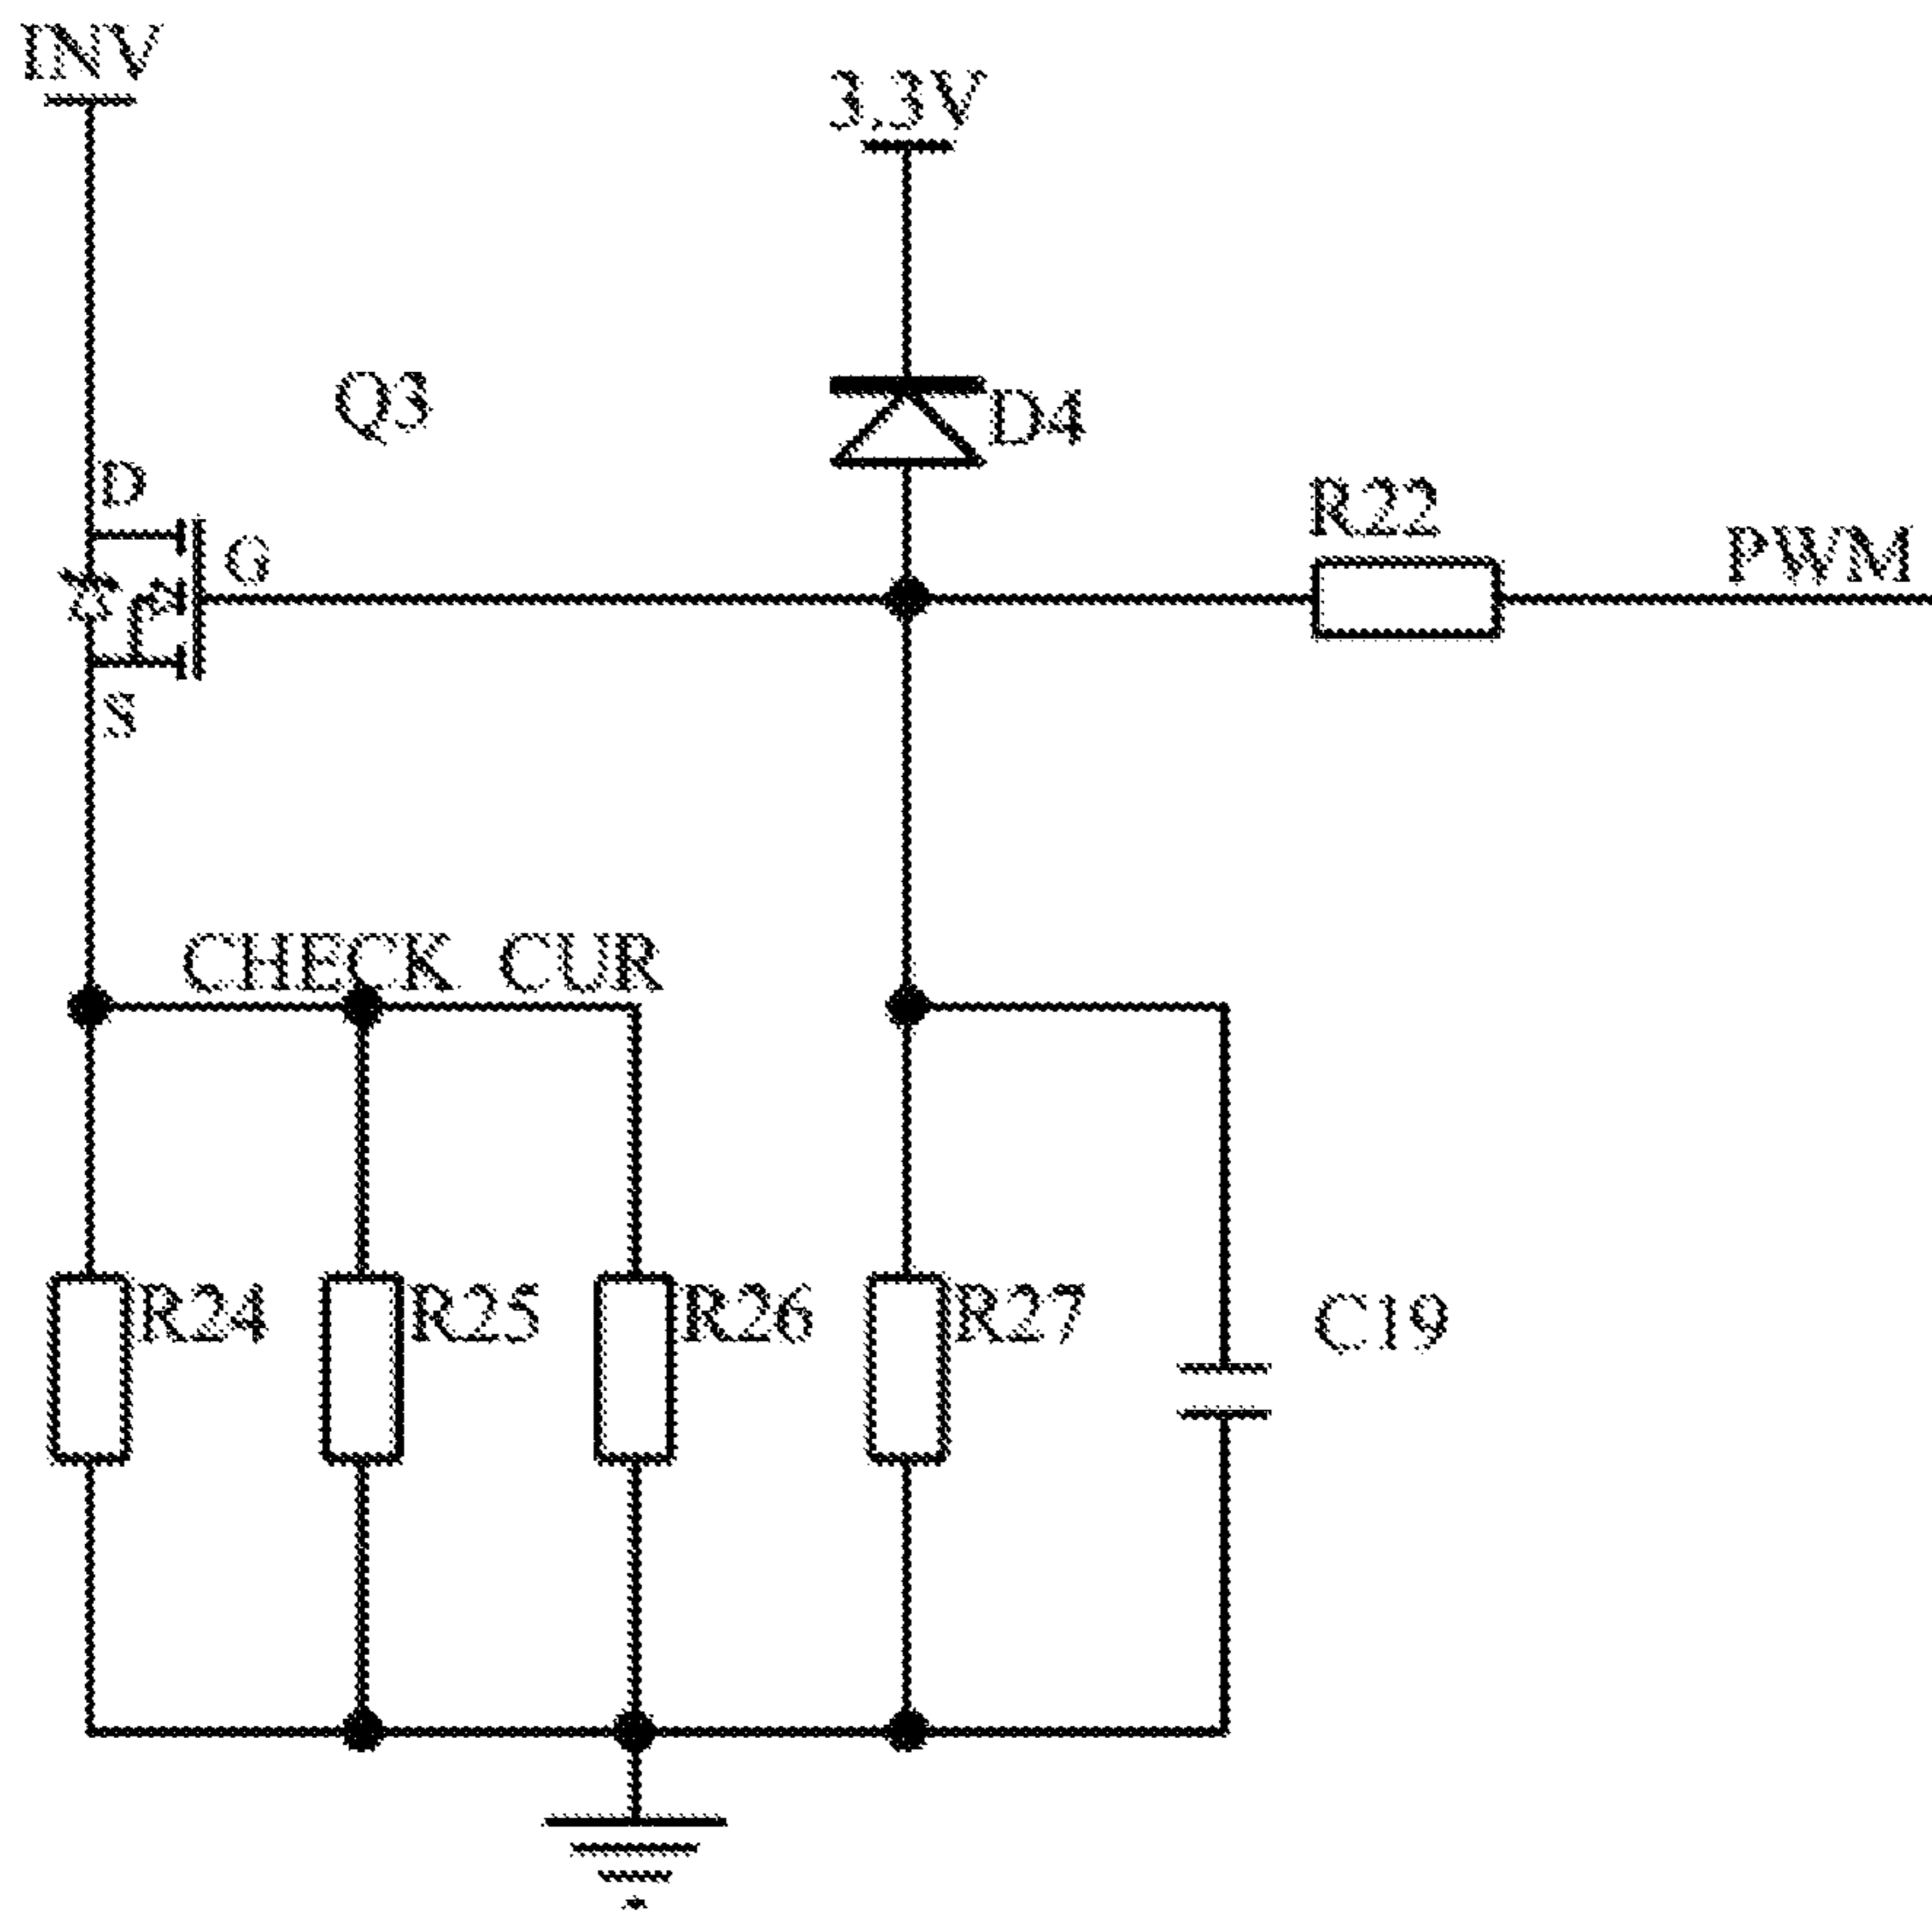 INV
3.3V
Q3
D4
D
R22
G
PWM
S
CHECK CUR
R24
R25
R26
R27
C19